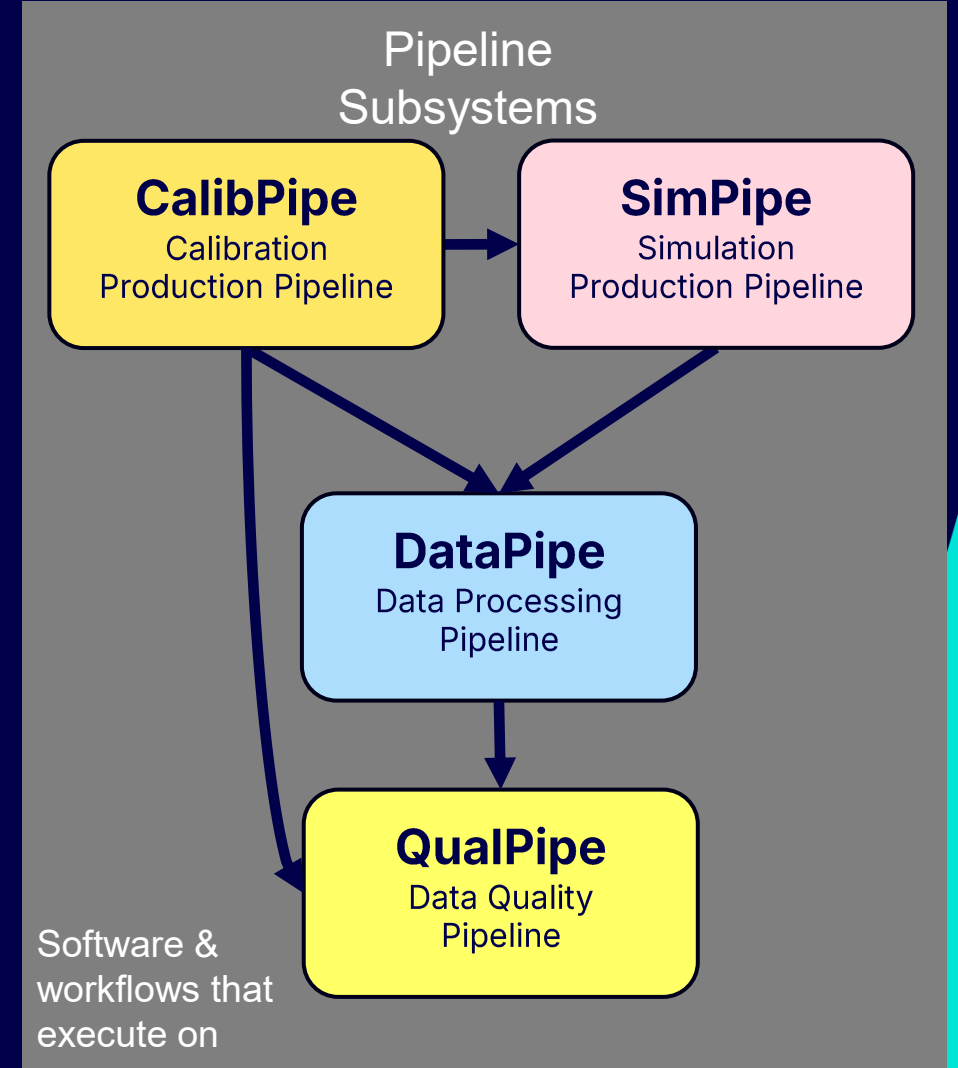 Pipeline
Subsystems
CalibPipe
Calibration
Production Pipeline
SimPipe
Simulation
Production Pipeline
DataPipe
Data Processing
Pipeline
QualPipe
Data Quality
Pipeline
Software &
workflows that
execute on